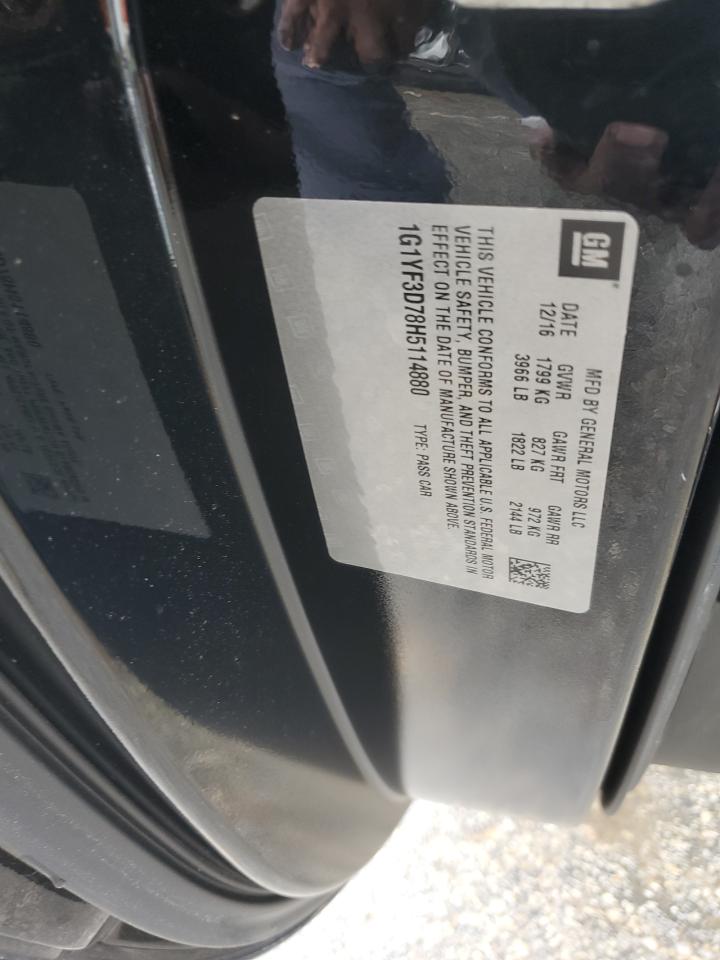 GM
MFD BY GENERAL MOTORS LLC
DATE GVWR GAWR FRT GAWR RR
12/16 1799 KG 827 KG 972 KG
3966 LB 1822 LB 2144 LB
THIS VEHICLE CONFORMS TO ALL APPLICABLE U.S. FEDERAL MOTOR
VEHICLE SAFETY, BUMPER, AND THEFT PREVENTION STANDARDS IN
EFFECT ON THE DATE OF MANUFACTURE SHOWN ABOVE.
1G1YF3D78H5114880 TYPE: PASS CAR